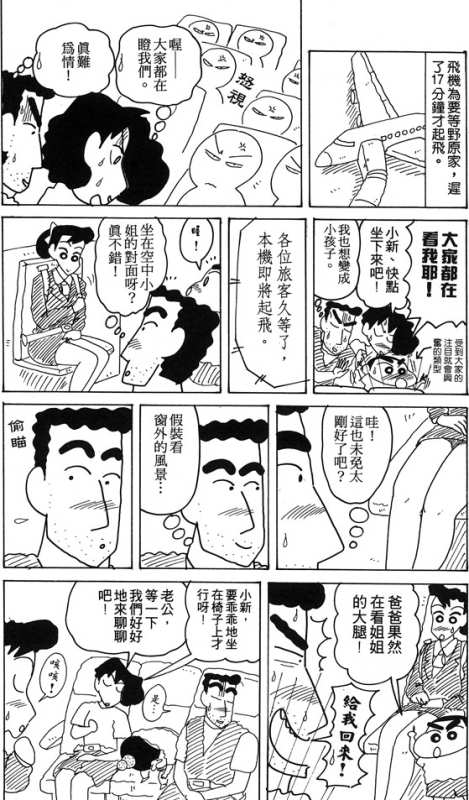 飛機為要等野原家，遲
了17分鐘才起飛。
怒視
喔——
大家都在
瞪我們。
真難
為情！
大家都在
看我耶！
受到大家的
注目就會興
奮的類型
小新、快點
坐下來吧！
我也想變成
小孩子。
各位旅客久等了，
本機即將起飛。
哇！
坐在空中小
姐的對面呀？
真不錯！
哇！
這也未免太
剛好了吧？
假裝看
窗外的風景…
偷瞄
爸爸果然
在看姐姐
的大腿！
給我回來！
小新，
要乖乖地坐
在椅子上才
行呀！
老公，
等一下
我們好好
地來聊聊
吧！
是…
咳咳！